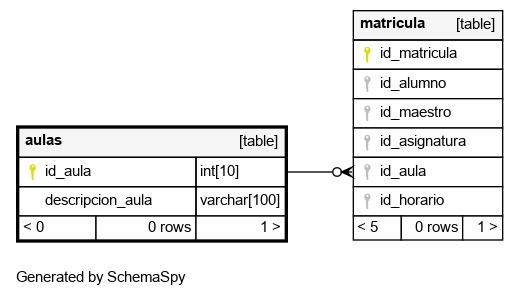 matricula [table]
id_matricula
id_alumno
id_maestro
id_asignatura
id_aula
id_horario
< 5 0 rows 1 >
aulas [table]
id_aula int[10]
descripcion_aula varchar[100]
< 0 0 rows 1 >
Generated by SchemaSpy